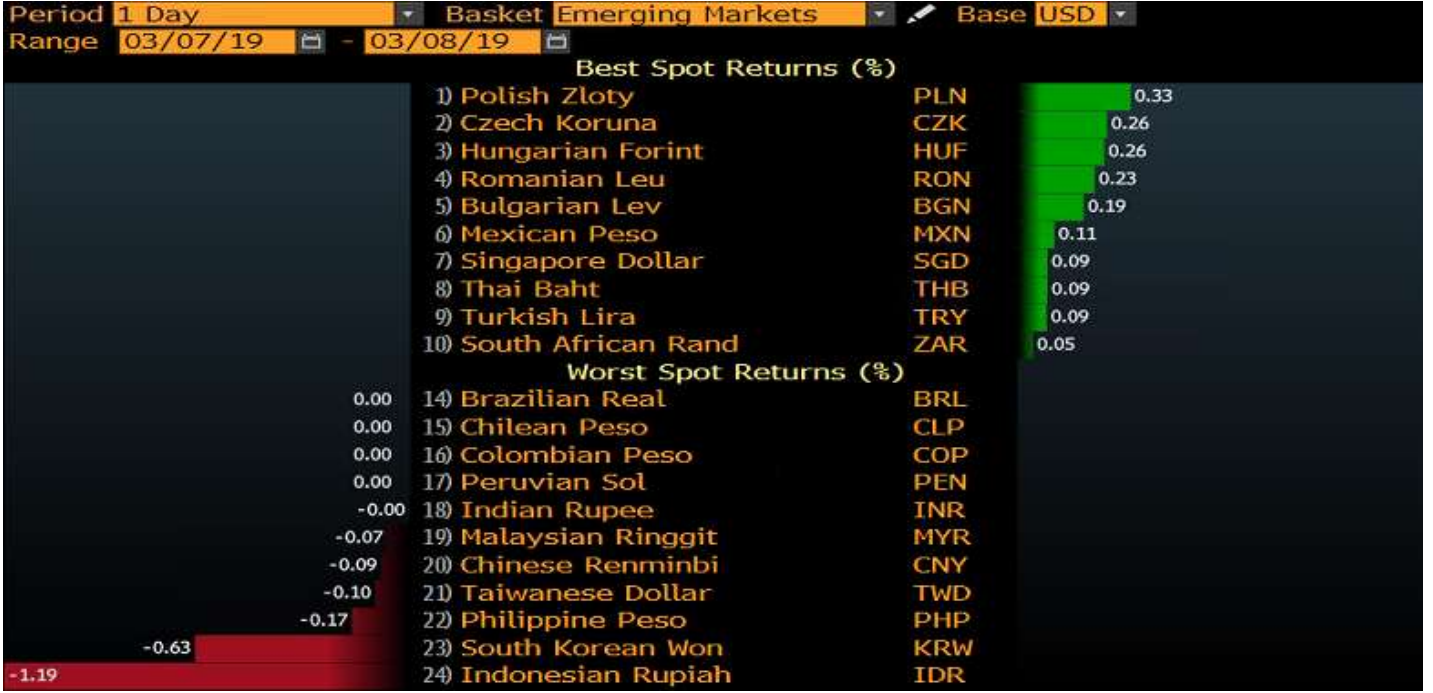 Period 1 Day Basket Emerging Markets Base USD
Range 03/07/19 - 03/08/19
Best Spot Returns (%)
1) Polish Zloty PLN 0.33
2) Czech Koruna CZK 0.26
3) Hungarian Forint HUF 0.26
4) Romanian Leu RON 0.23
5) Bulgarian Lev BGN 0.19
6) Mexican Peso MXN 0.11
7) Singapore Dollar SGD 0.09
8) Thai Baht THB 0.09
9) Turkish Lira TRY 0.09
10) South African Rand ZAR 0.05
Worst Spot Returns (%)
0.00 14) Brazilian Real BRL
0.00 15) Chilean Peso CLP
0.00 16) Colombian Peso COP
0.00 17) Peruvian Sol PEN
-0.00 18) Indian Rupee INR
-0.07 19) Malaysian Ringgit MYR
-0.09 20) Chinese Renminbi CNY
-0.10 21) Taiwanese Dollar TWD
-0.17 22) Philippine Peso PHP
-0.63 23) South Korean Won KRW
-1.19 24) Indonesian Rupiah IDR